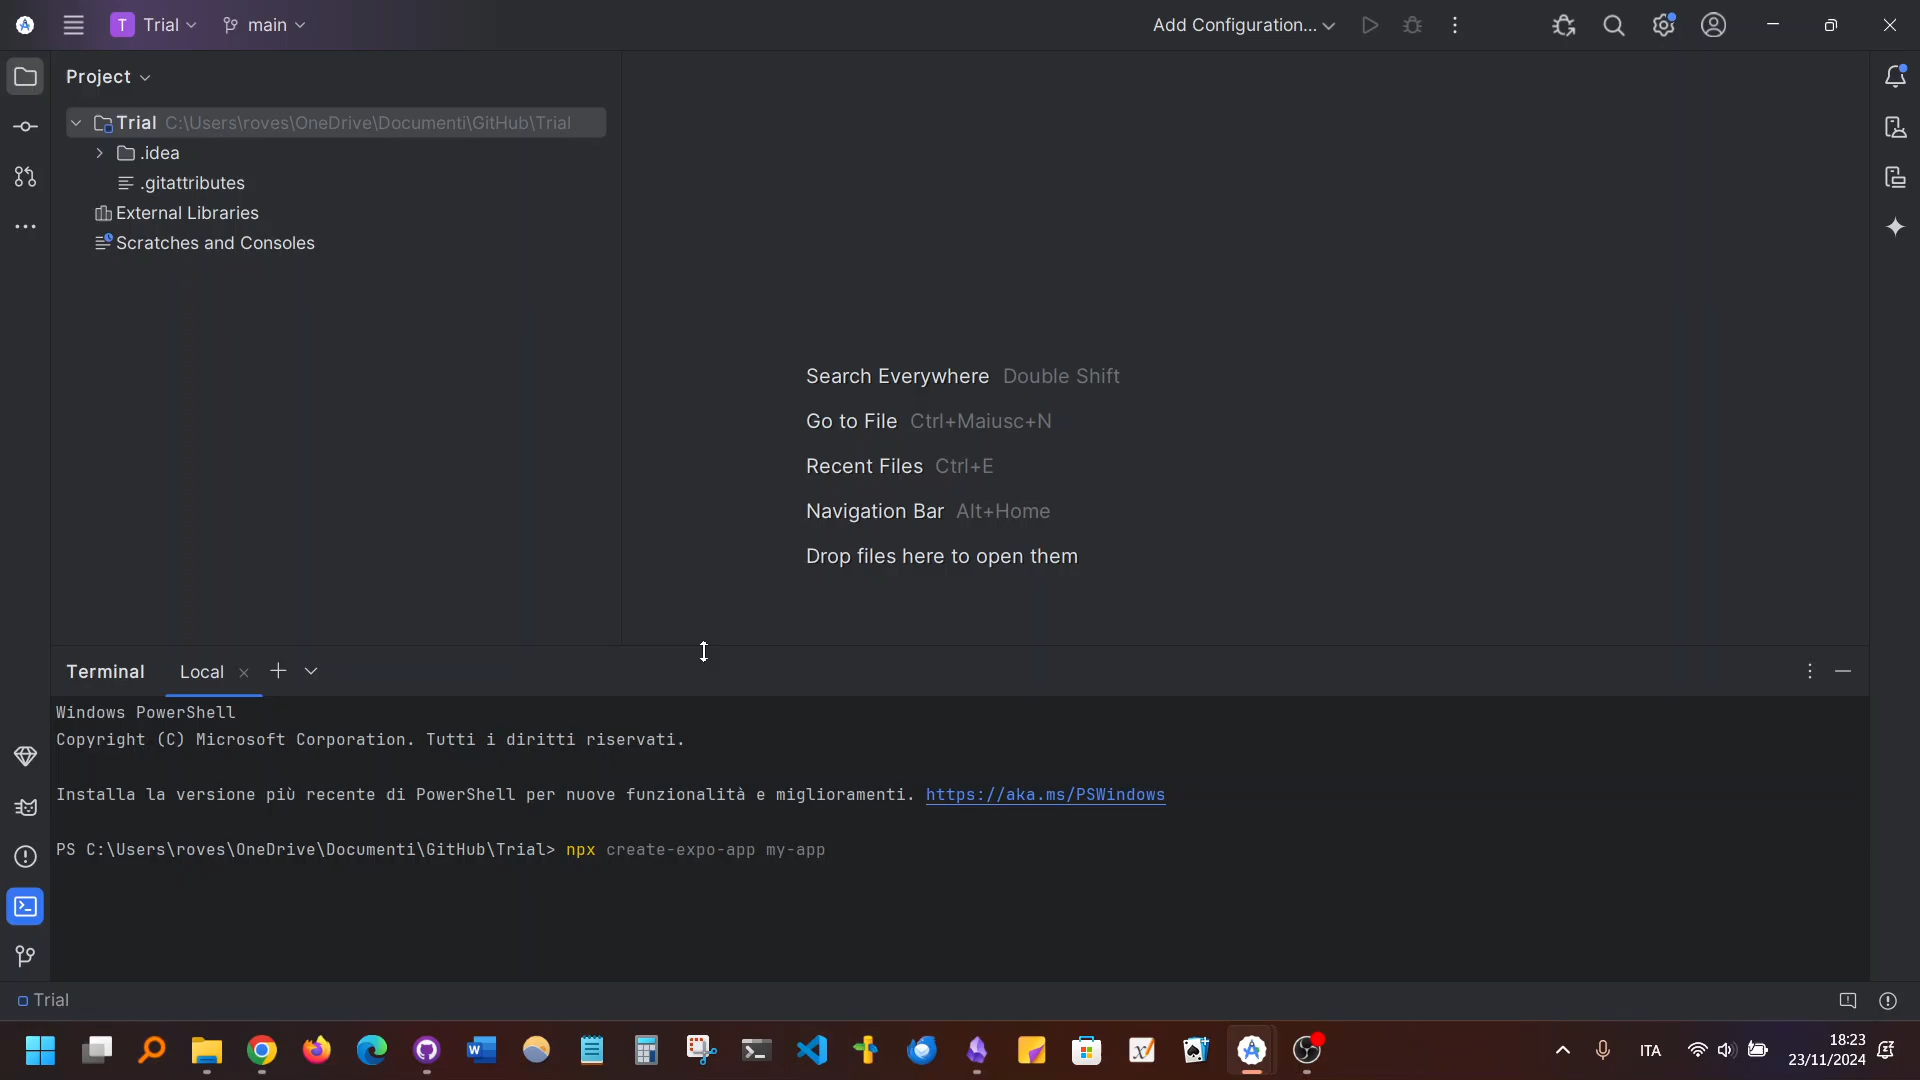 T Trial main Add Configuration...
Project
Trial C:\Users\roves\OneDrive\Documenti\GitHub\Trial
.idea
.gitattributes
External Libraries
Scratches and Consoles
Search Everywhere Double Shift
Go to File Ctrl+Maiusc+N
Recent Files Ctrl+E
Navigation Bar Alt+Home
Drop files here to open them
Terminal Local
Windows PowerShell
Copyright (C) Microsoft Corporation. Tutti i diritti riservati.
Installa la versione più recente di PowerShell per nuove funzionalità e miglioramenti. https://aka.ms/PSWindows
PS C:\Users\roves\OneDrive\Documenti\GitHub\Trial> npx create-expo-app my-app
Trial
ITA
18:23
23/11/2024